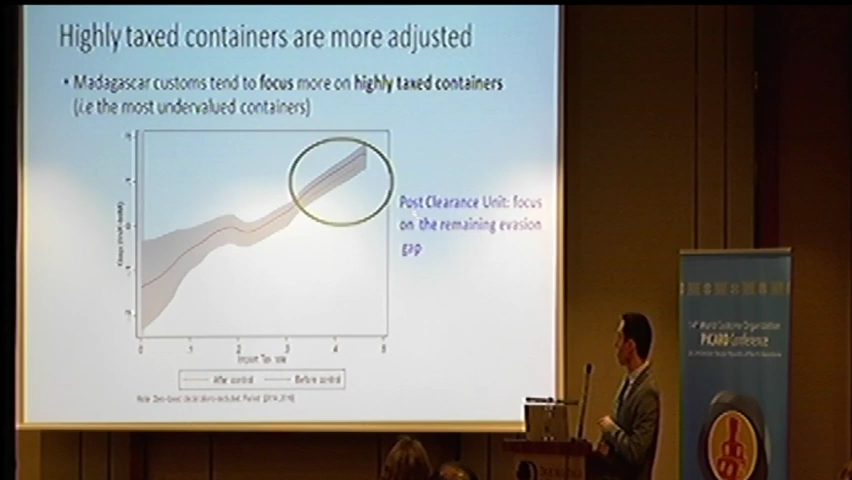 Highly taxed containers are more adjusted
• Madagascar customs tend to focus more on highly taxed containers
(i.e the most undervalued containers)
Post Clearance Unit: focus
on the remaining evasion
gap
0 .1 .2 .3 .4 .5
Import Tax rate
After control Before control
World Customs Organization
PICARD Conference